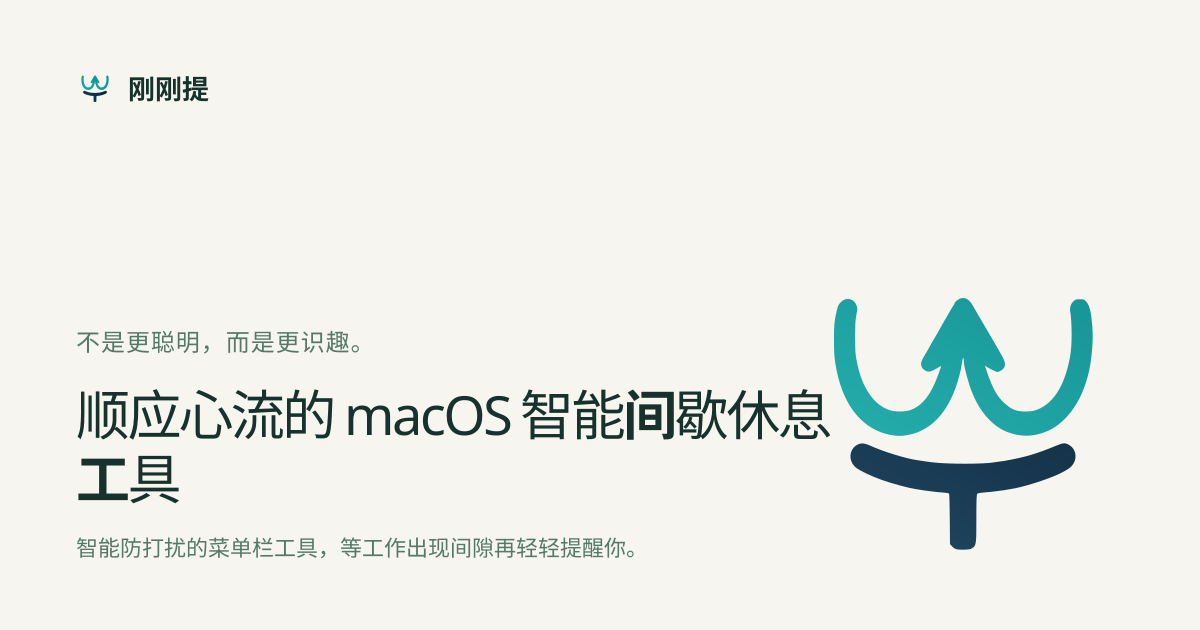 刚刚提
不是更聪明，而是更识趣。
顺应心流的 macOS 智能间歇休息
工具
智能防打扰的菜单栏工具，等工作出现间隙再轻轻提醒你。